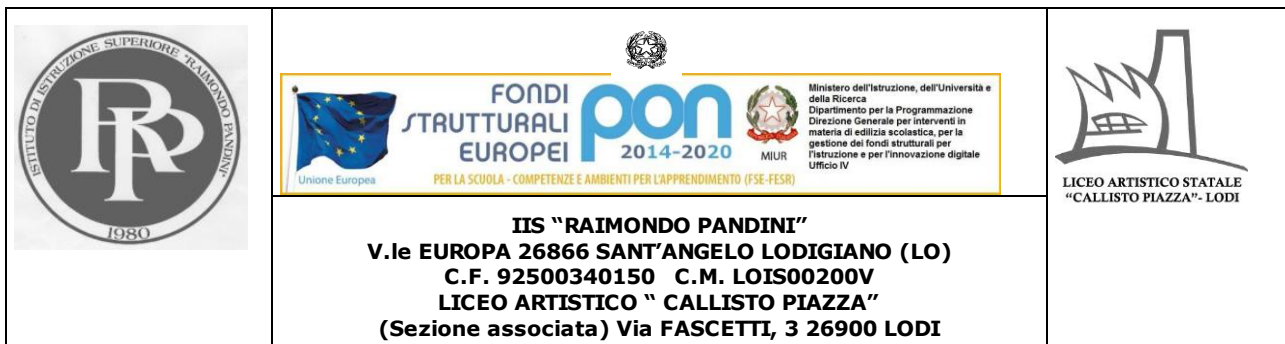 ISTITUTO DI ISTRUZIONE SUPERIORE "RAIMONDO PANDINI"
1980
Unione Europea
FONDI
STRUTTURALI
EUROPEI
pon
2014-2020
MIUR
Ministero dell'Istruzione, dell'Università e
della Ricerca
Dipartimento per la Programmazione
Direzione Generale per interventi in
materia di edilizia scolastica, per la
gestione dei fondi strutturali per
l'istruzione e per l'innovazione digitale
Ufficio IV
PER LA SCUOLA - COMPETENZE E AMBIENTI PER L'APPRENDIMENTO (FSE-FESR)
IIS “RAIMONDO PANDINI”
V.le EUROPA 26866 SANT’ANGELO LODIGIANO (LO)
C.F. 92500340150 C.M. LOIS00200V
LICEO ARTISTICO “ CALLISTO PIAZZA”
(Sezione associata) Via FASCETTI, 3 26900 LODI
LICEO ARTISTICO STATALE
“CALLISTO PIAZZA”- LODI